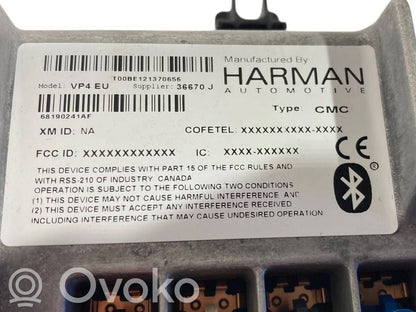 T00BE121370656
Manufactured By
HARMAN
AUTOMOTIVE
Model: VP4 EU Supplier: 36670 J
68190241AF
Type: CMC
XM ID: NA COFETEL: XXXXXXX<XXX-XXXX
FCC ID: XXXXXXXXXXXXX IC: XXXX-XXXXXX
THIS DEVICE COMPLIES WITH PART 15 OF THE FCC RULES AND
WITH RSS-210 OF INDUSTRY CANADA
OPERATION IS SUBJECT TO THE FOLLOWING TWO CONDITIONS
(1) THIS DEVICE MAY NOT CAUSE HARMFUL INTERFERENCE AND
(2) THIS DEVICE MUST ACCEPT ANY INTERFERENCE
INCLUDING INTERFERENCE THAT MAY CAUSE UNDESIRED OPERATION
CE
®
OVOKO